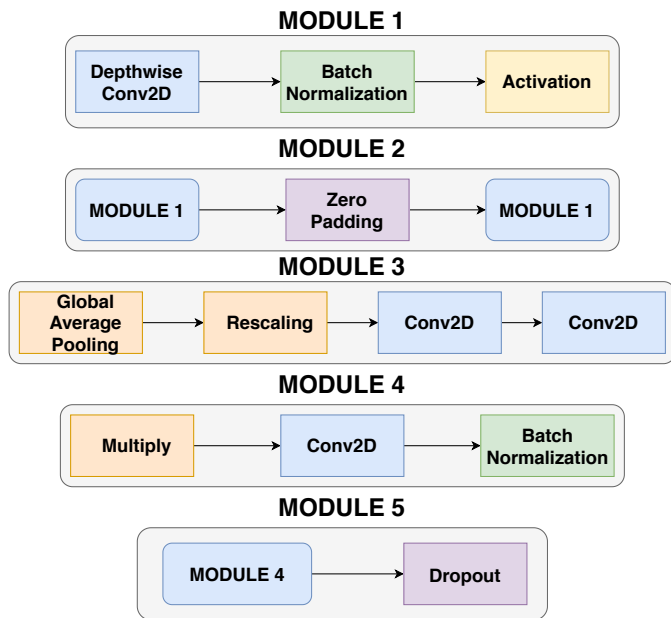 MODULE 1
Depthwise
Conv2D
Batch
Normalization
Activation
MODULE 2
MODULE 1
Zero
Padding
MODULE 1
MODULE 3
Global
Average
Pooling
Rescaling
Conv2D
Conv2D
MODULE 4
Multiply
Conv2D
Batch
Normalization
MODULE 5
MODULE 4
Dropout